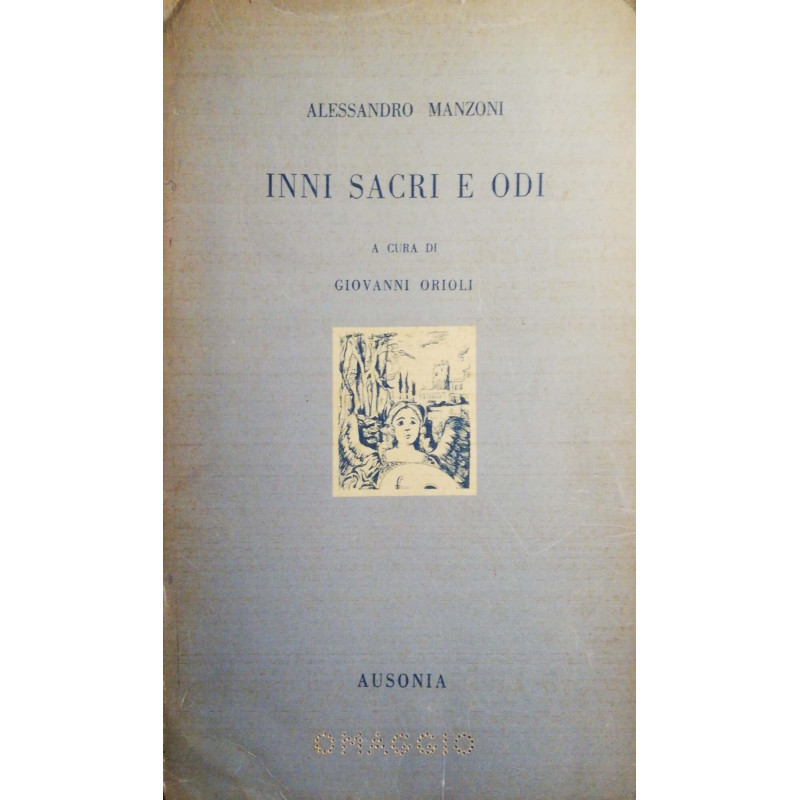 ALESSANDRO MANZONI
INNI SACRI E ODI
A CURA DI
GIOVANNI ORIOLI
AUSONIA
OMAGGIO